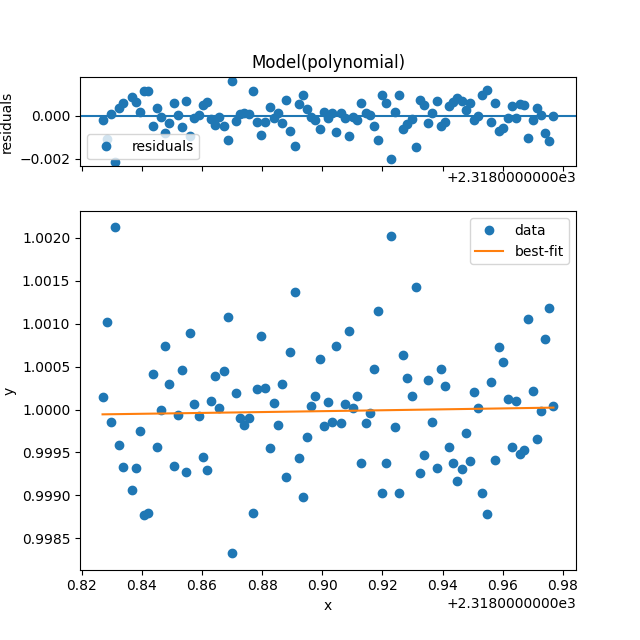 Model(polynomial)
residuals
0.000
−0.002
residuals
+2.3180000000e3
y
1.0020
1.0015
1.0010
1.0005
1.0000
0.9995
0.9990
0.9985
data
best-fit
0.82 0.84 0.86 0.88 0.90 0.92 0.94 0.96 0.98
x
+2.3180000000e3